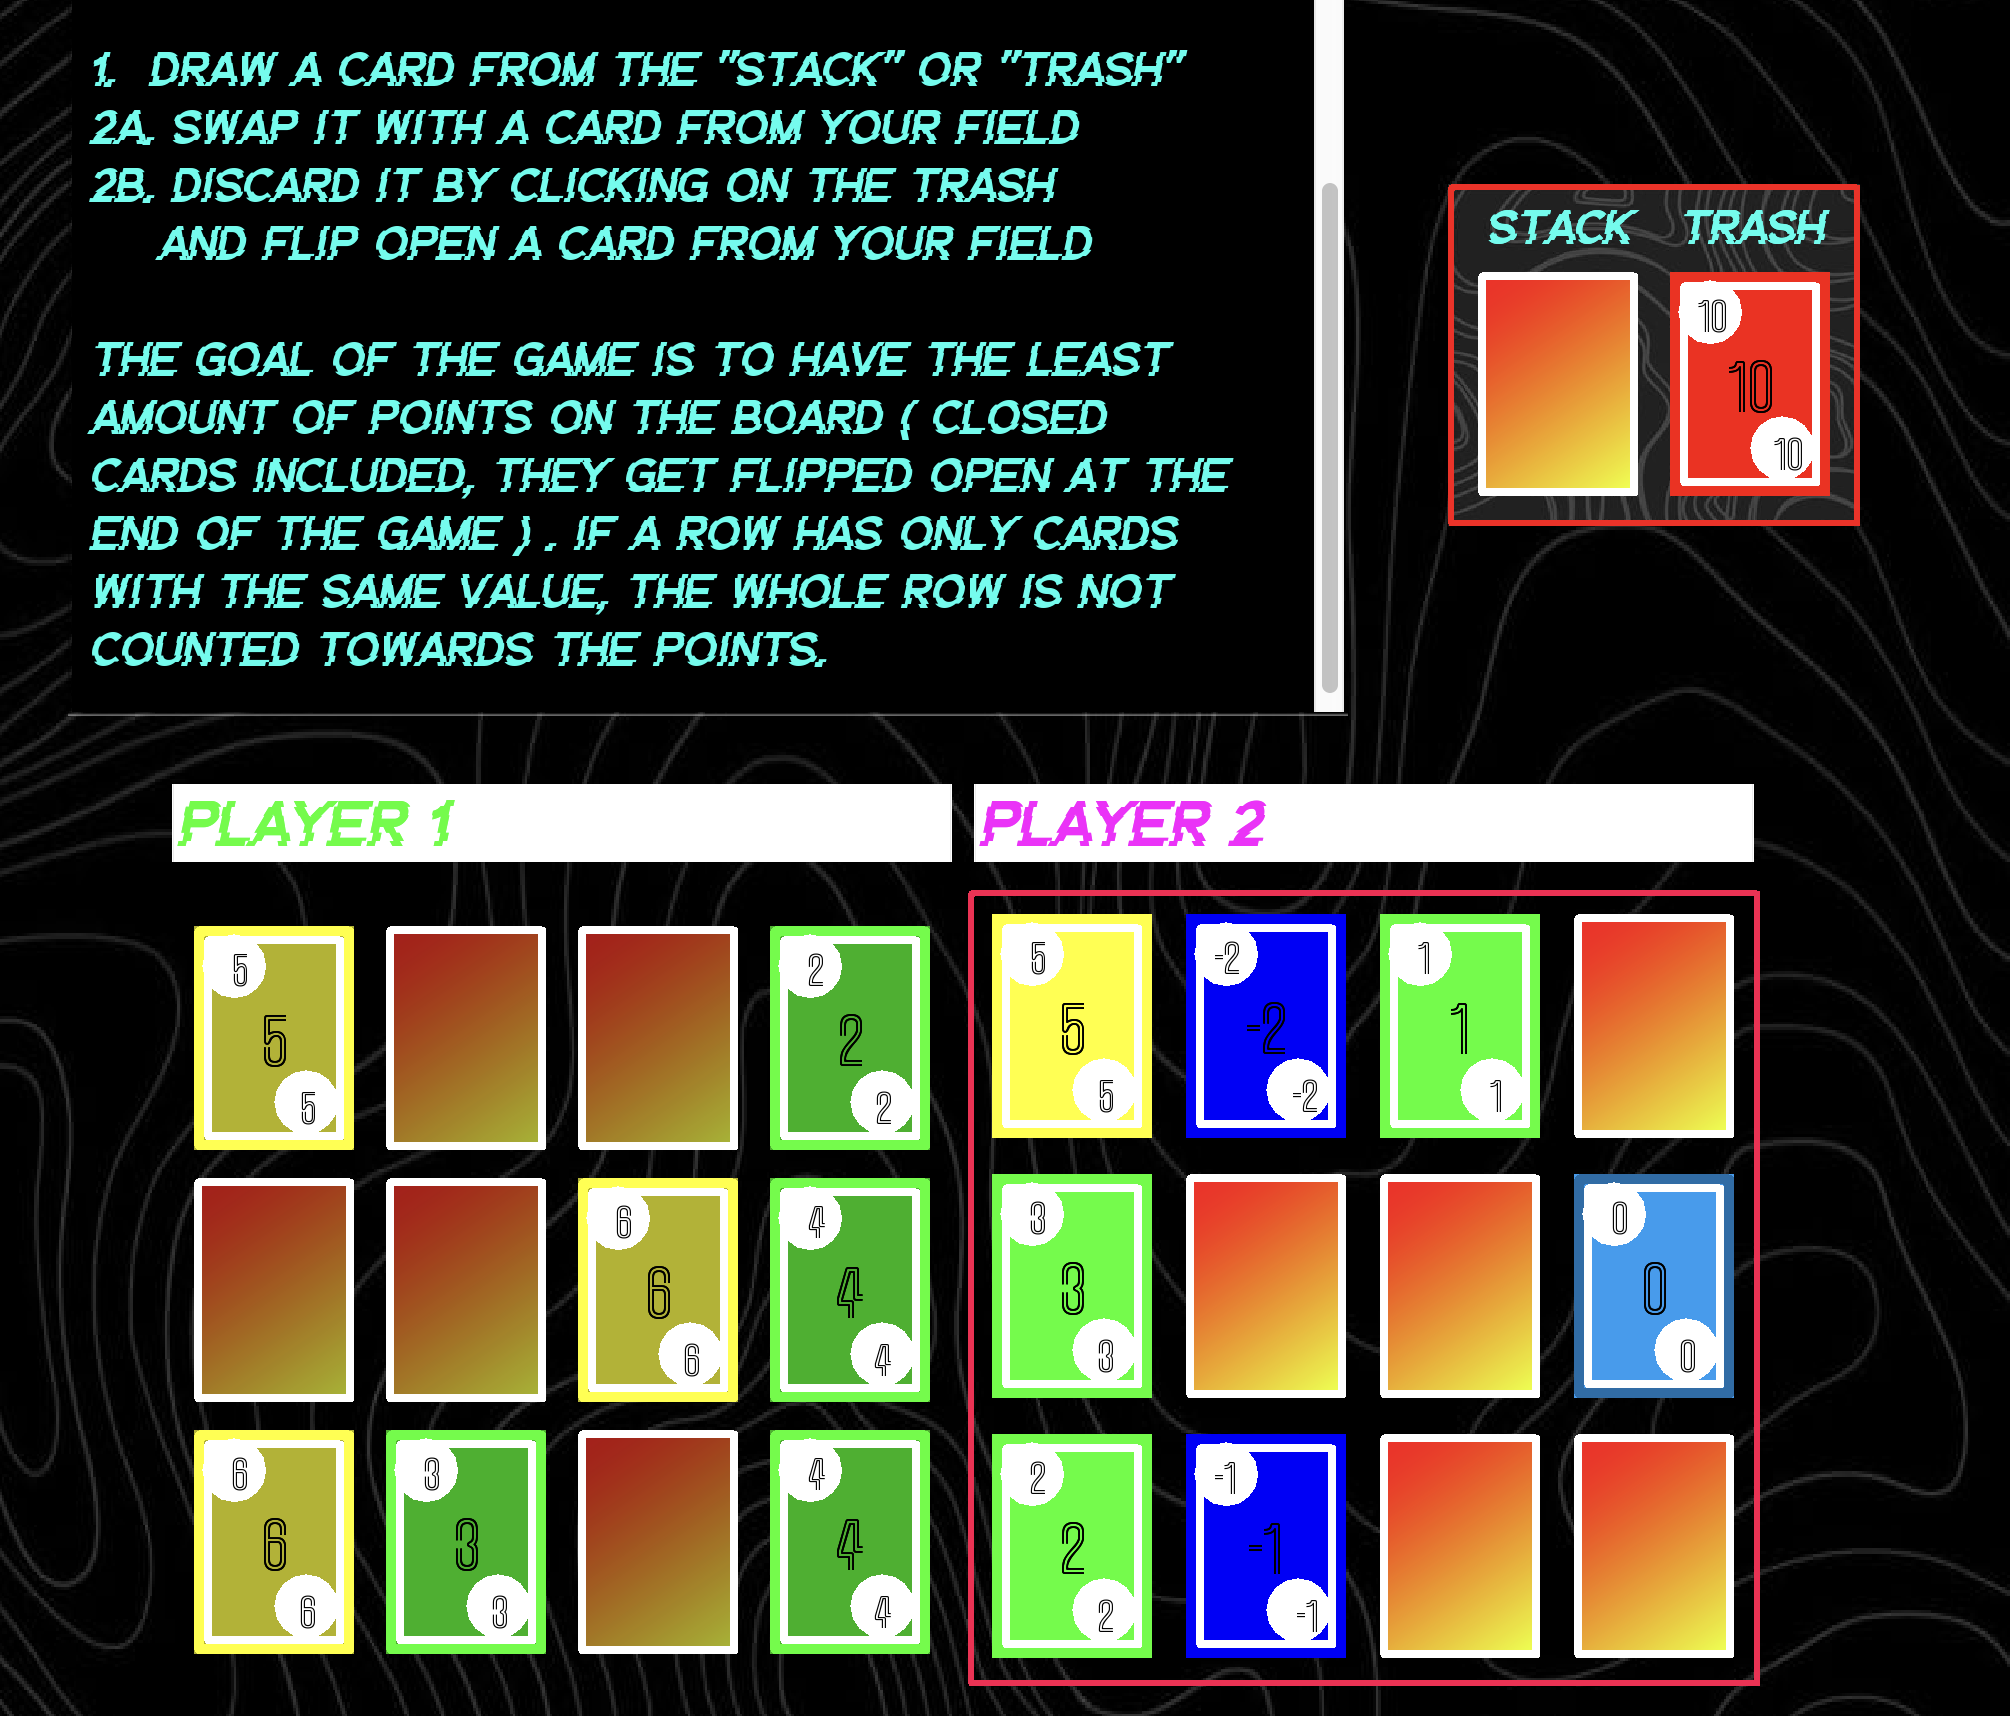 1. DRAW A CARD FROM THE "STACK" OR "TRASH"
2A. SWAP IT WITH A CARD FROM YOUR FIELD
2B. DISCARD IT BY CLICKING ON THE TRASH
AND FLIP OPEN A CARD FROM YOUR FIELD
THE GOAL OF THE GAME IS TO HAVE THE LEAST
AMOUNT OF POINTS ON THE BOARD ( CLOSED
CARDS INCLUDED, THEY GET FLIPPED OPEN AT THE
END OF THE GAME ) . IF A ROW HAS ONLY CARDS
WITH THE SAME VALUE, THE WHOLE ROW IS NOT
COUNTED TOWARDS THE POINTS.
STACK TRASH
10
10
10
PLAYER 1
5 2
5 2
5 2
6 4
6 4
6 4
6 3 4
6 3 4
6 3 4
PLAYER 2
5 -2 1
5 -2 1
5 -2 1
3 0
3 0
3 0
2 -1
2 -1
2 -1